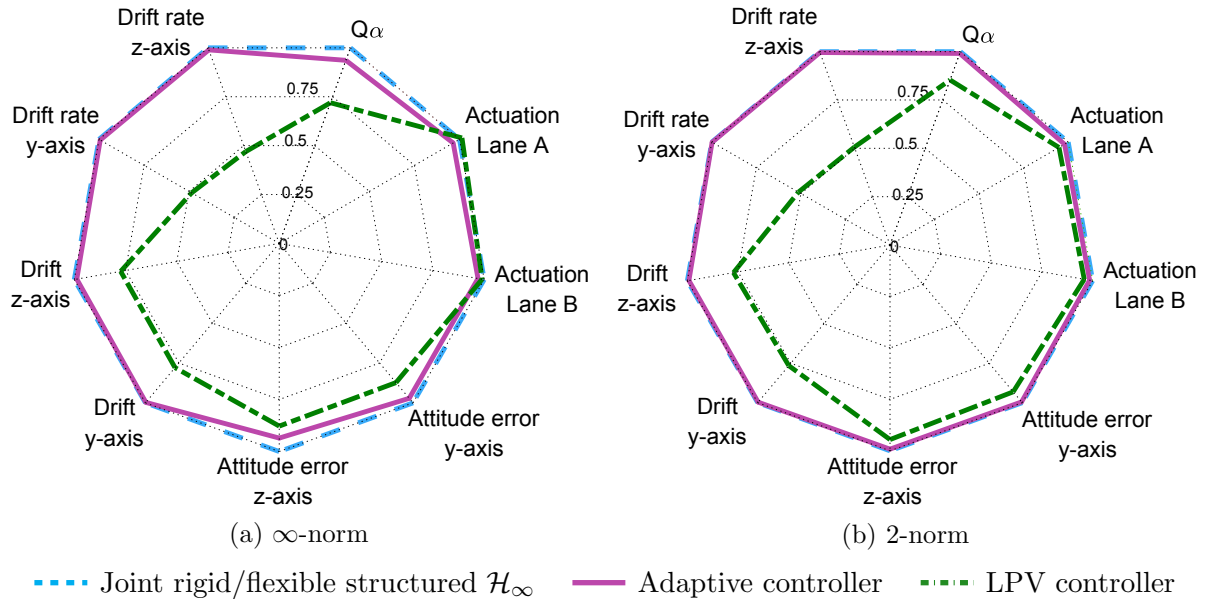 Drift rate
z-axis
Qα
Actuation
Lane A
Actuation
Lane B
Attitude error
y-axis
Attitude error
z-axis
Drift
y-axis
Drift
z-axis
Drift rate
y-axis
0.75
0.5
0.25
0
(a) ∞-norm
Drift rate
z-axis
Qα
Actuation
Lane A
Actuation
Lane B
Attitude error
y-axis
Attitude error
z-axis
Drift
y-axis
Drift
z-axis
Drift rate
y-axis
0.75
0.5
0.25
0
(b) 2-norm
Joint rigid/flexible structured ℋ∞ Adaptive controller LPV controller